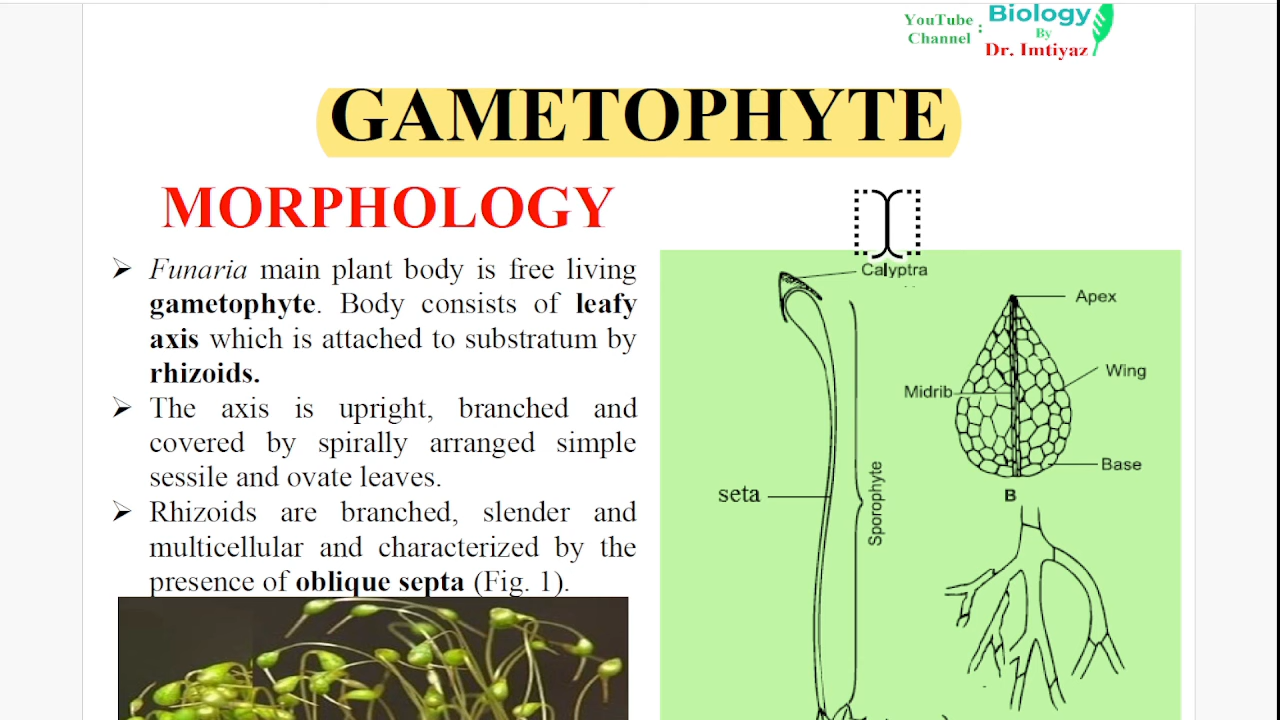 YouTube Channel : Biology By Dr. Imtiyaz
GAMETOPHYTE
MORPHOLOGY
➢ Funaria main plant body is free living
gametophyte. Body consists of leafy
axis which is attached to substratum by
rhizoids.
➢ The axis is upright, branched and
covered by spirally arranged simple
sessile and ovate leaves.
➢ Rhizoids are branched, slender and
multicellular and characterized by the
presence of oblique septa (Fig. 1).
Calyptra
seta
Sporophyte
Apex
Wing
Midrib
Base
B